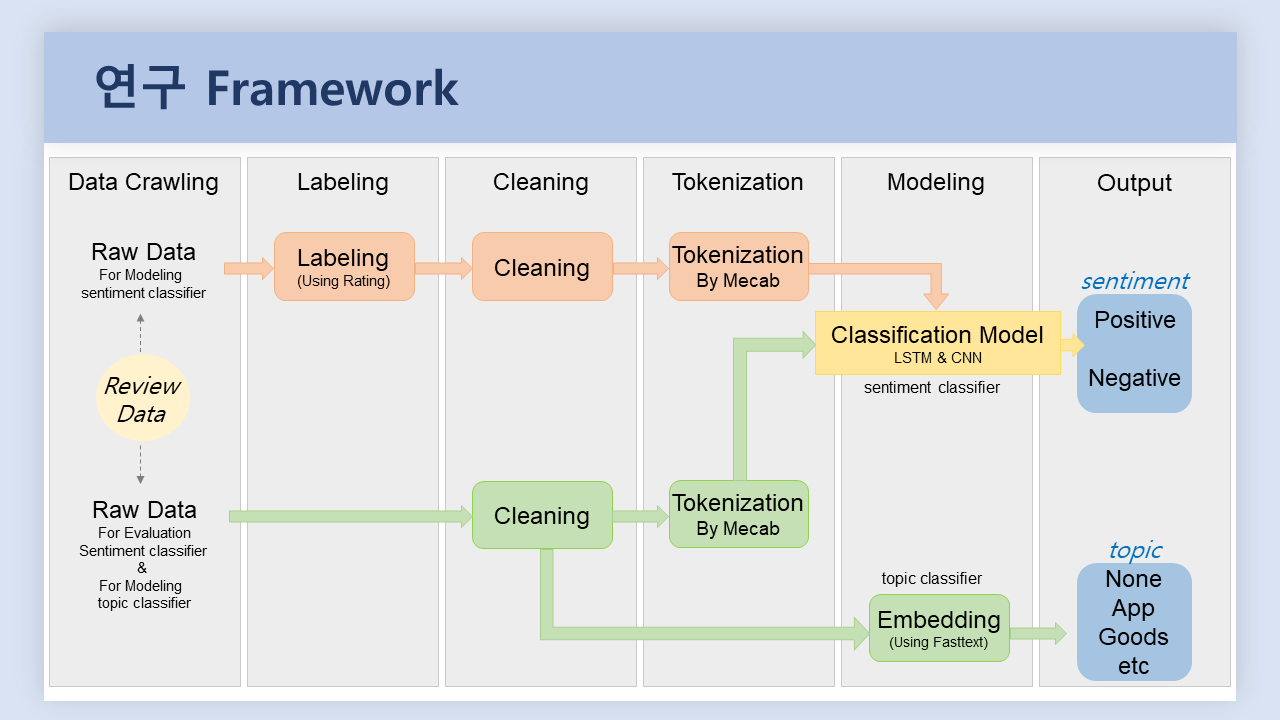 연구 Framework
Data Crawling
Labeling
Cleaning
Tokenization
Modeling
Output
Raw Data
For Modeling
sentiment classifier
Labeling
(Using Rating)
Cleaning
Tokenization
By Mecab
sentiment
Positive
Negative
Classification Model
LSTM & CNN
sentiment classifier
Review
Data
Raw Data
For Evaluation
Sentiment classifier
&
For Modeling
topic classifier
Cleaning
Tokenization
By Mecab
topic classifier
Embedding
(Using Fasttext)
topic
None
App
Goods
etc